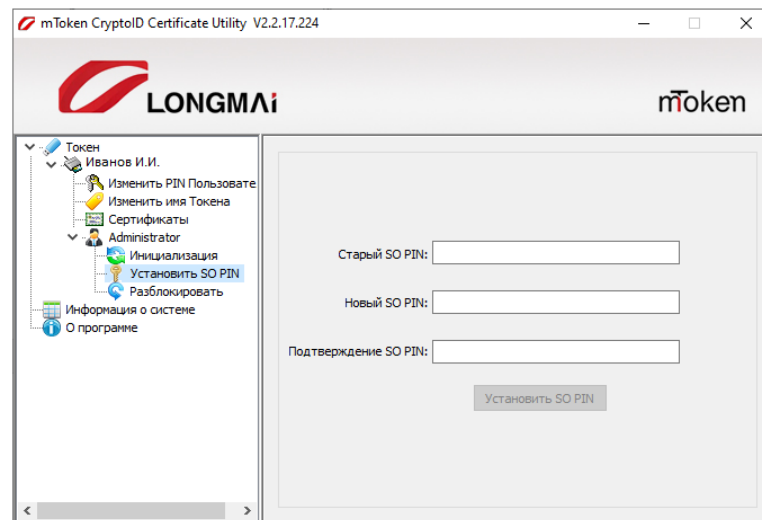 mToken CryptoID Certificate Utility V2.2.17.224
LONGMAi
mToken
Токен
Иванов И.И.
Изменить PIN Пользовате
Изменить имя Токена
Сертификаты
Administrator
Инициализация
Установить SO PIN
Разблокировать
Информация о системе
О программе
Старый SO PIN:
Новый SO PIN:
Подтверждение SO PIN:
Установить SO PIN